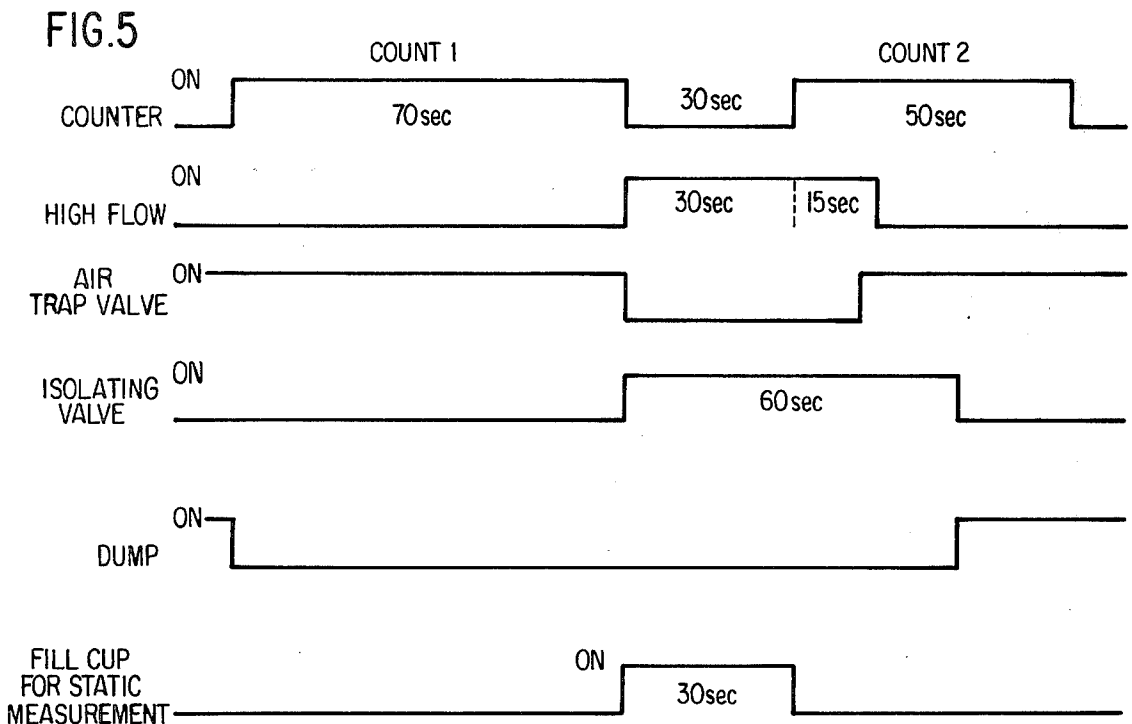 FIG.5
COUNT 1
COUNT 2
ON
COUNTER
70sec
30sec
50sec
ON
HIGH FLOW
30sec
15sec
ON
AIR
TRAP VALVE
ON
ISOLATING
VALVE
60sec
ON
DUMP
FILL CUP
FOR STATIC
MEASUREMENT
ON
30sec